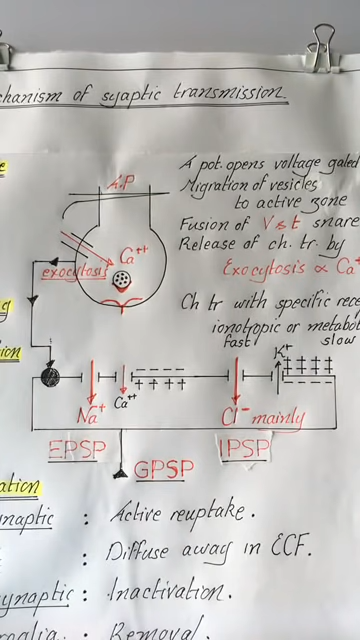 chanism of syaptic transmission
A.P
A pot. opens voltage gated
Migration of vesicles
to active zone
Fusion of V & t snare
Release of ch. tr. by
Exocytosis ∝ Ca
Ca++
exocytosis
Ch tr with specific rece
ionotropic or metabot
fast slow
K+
Na+
Ca++
Cl- mainly
EPSP
IPSP
GPSP
ation
naptic : Active reuptake.
: Diffuse away in ECF.
ynaptic : Inactivation.
roglia : Removal